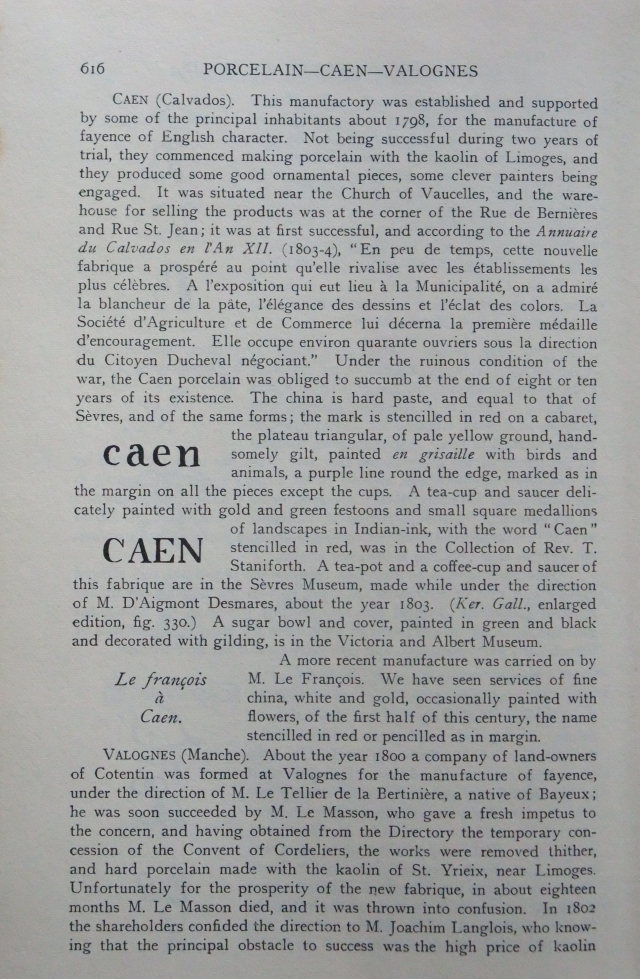 616 PORCELAIN—CAEN—VALOGNES
CAEN (Calvados). This manufactory was established and supported
by some of the principal inhabitants about 1798, for the manufacture of
fayence of English character. Not being successful during two years of
trial, they commenced making porcelain with the kaolin of Limoges, and
they produced some good ornamental pieces, some clever painters being
engaged. It was situated near the Church of Vaucelles, and the ware-
house for selling the products was at the corner of the Rue de Bernières
and Rue St. Jean; it was at first successful, and according to the Annuaire
du Calvados en l'An XII. (1803-4), "En peu de temps, cette nouvelle
fabrique a prospéré au point qu'elle rivalise avec les établissements les
plus célèbres. A l'exposition qui eut lieu à la Municipalité, on a admiré
la blancheur de la pâte, l'élégance des dessins et l'éclat des colors. La
Société d'Agriculture et de Commerce lui décerna la première médaille
d'encouragement. Elle occupe environ quarante ouvriers sous la direction
du Citoyen Ducheval négociant." Under the ruinous condition of the
war, the Caen porcelain was obliged to succumb at the end of eight or ten
years of its existence. The china is hard paste, and equal to that of
Sèvres, and of the same forms; the mark is stencilled in red on a cabaret,
the plateau triangular, of pale yellow ground, hand-
caen somely gilt, painted en grisaille with birds and
animals, a purple line round the edge, marked as in
the margin on all the pieces except the cups. A tea-cup and saucer deli-
cately painted with gold and green festoons and small square medallions
of landscapes in Indian-ink, with the word "Caen"
CAEN stencilled in red, was in the Collection of Rev. T.
Staniforth. A tea-pot and a coffee-cup and saucer of
this fabrique are in the Sèvres Museum, made while under the direction
of M. D'Aigmont Desmares, about the year 1803. (Ker. Gall., enlarged
edition, fig. 330.) A sugar bowl and cover, painted in green and black
and decorated with gilding, is in the Victoria and Albert Museum.
A more recent manufacture was carried on by
Le françois M. Le François. We have seen services of fine
à china, white and gold, occasionally painted with
Caen. flowers, of the first half of this century, the name
stencilled in red or pencilled as in margin.
VALOGNES (Manche). About the year 1800 a company of land-owners
of Cotentin was formed at Valognes for the manufacture of fayence,
under the direction of M. Le Tellier de la Bertinière, a native of Bayeux;
he was soon succeeded by M. Le Masson, who gave a fresh impetus to
the concern, and having obtained from the Directory the temporary con-
cession of the Convent of Cordeliers, the works were removed thither,
and hard porcelain made with the kaolin of St. Yrieix, near Limoges.
Unfortunately for the prosperity of the new fabrique, in about eighteen
months M. Le Masson died, and it was thrown into confusion. In 1802
the shareholders confided the direction to M. Joachim Langlois, who know-
ing that the principal obstacle to success was the high price of kaolin